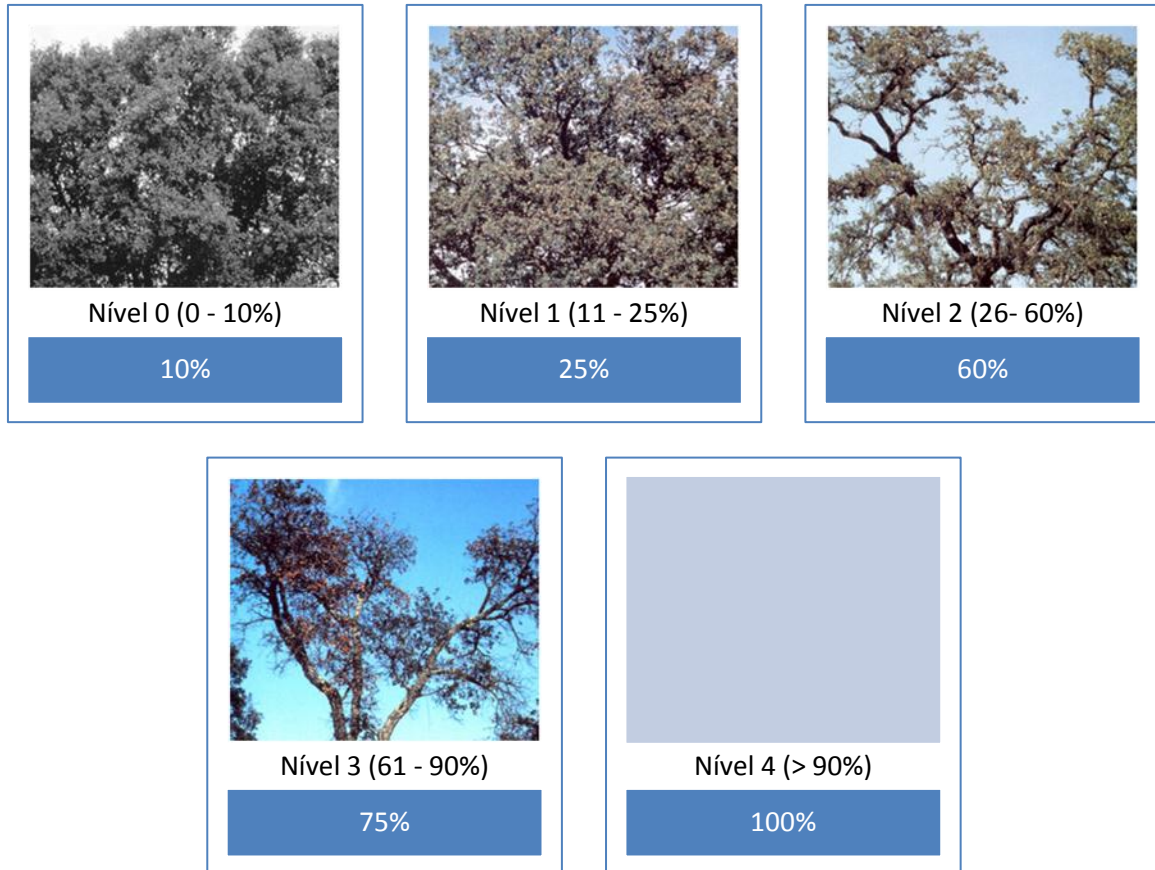 Nível 0 (0 - 10%)
10%
Nível 1 (11 - 25%)
25%
Nível 2 (26- 60%)
60%
Nível 3 (61 - 90%)
75%
Nível 4 (> 90%)
100%